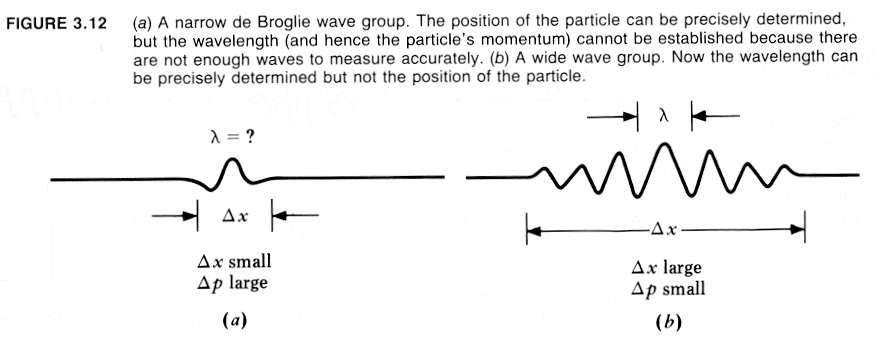 FIGURE 3.12 (a) A narrow de Broglie wave group. The position of the particle can be precisely determined,
but the wavelength (and hence the particle's momentum) cannot be established because there
are not enough waves to measure accurately. (b) A wide wave group. Now the wavelength can
be precisely determined but not the position of the particle.
λ = ?
Δx
Δx small
Δp large
(a)
λ
Δx
Δx large
Δp small
(b)